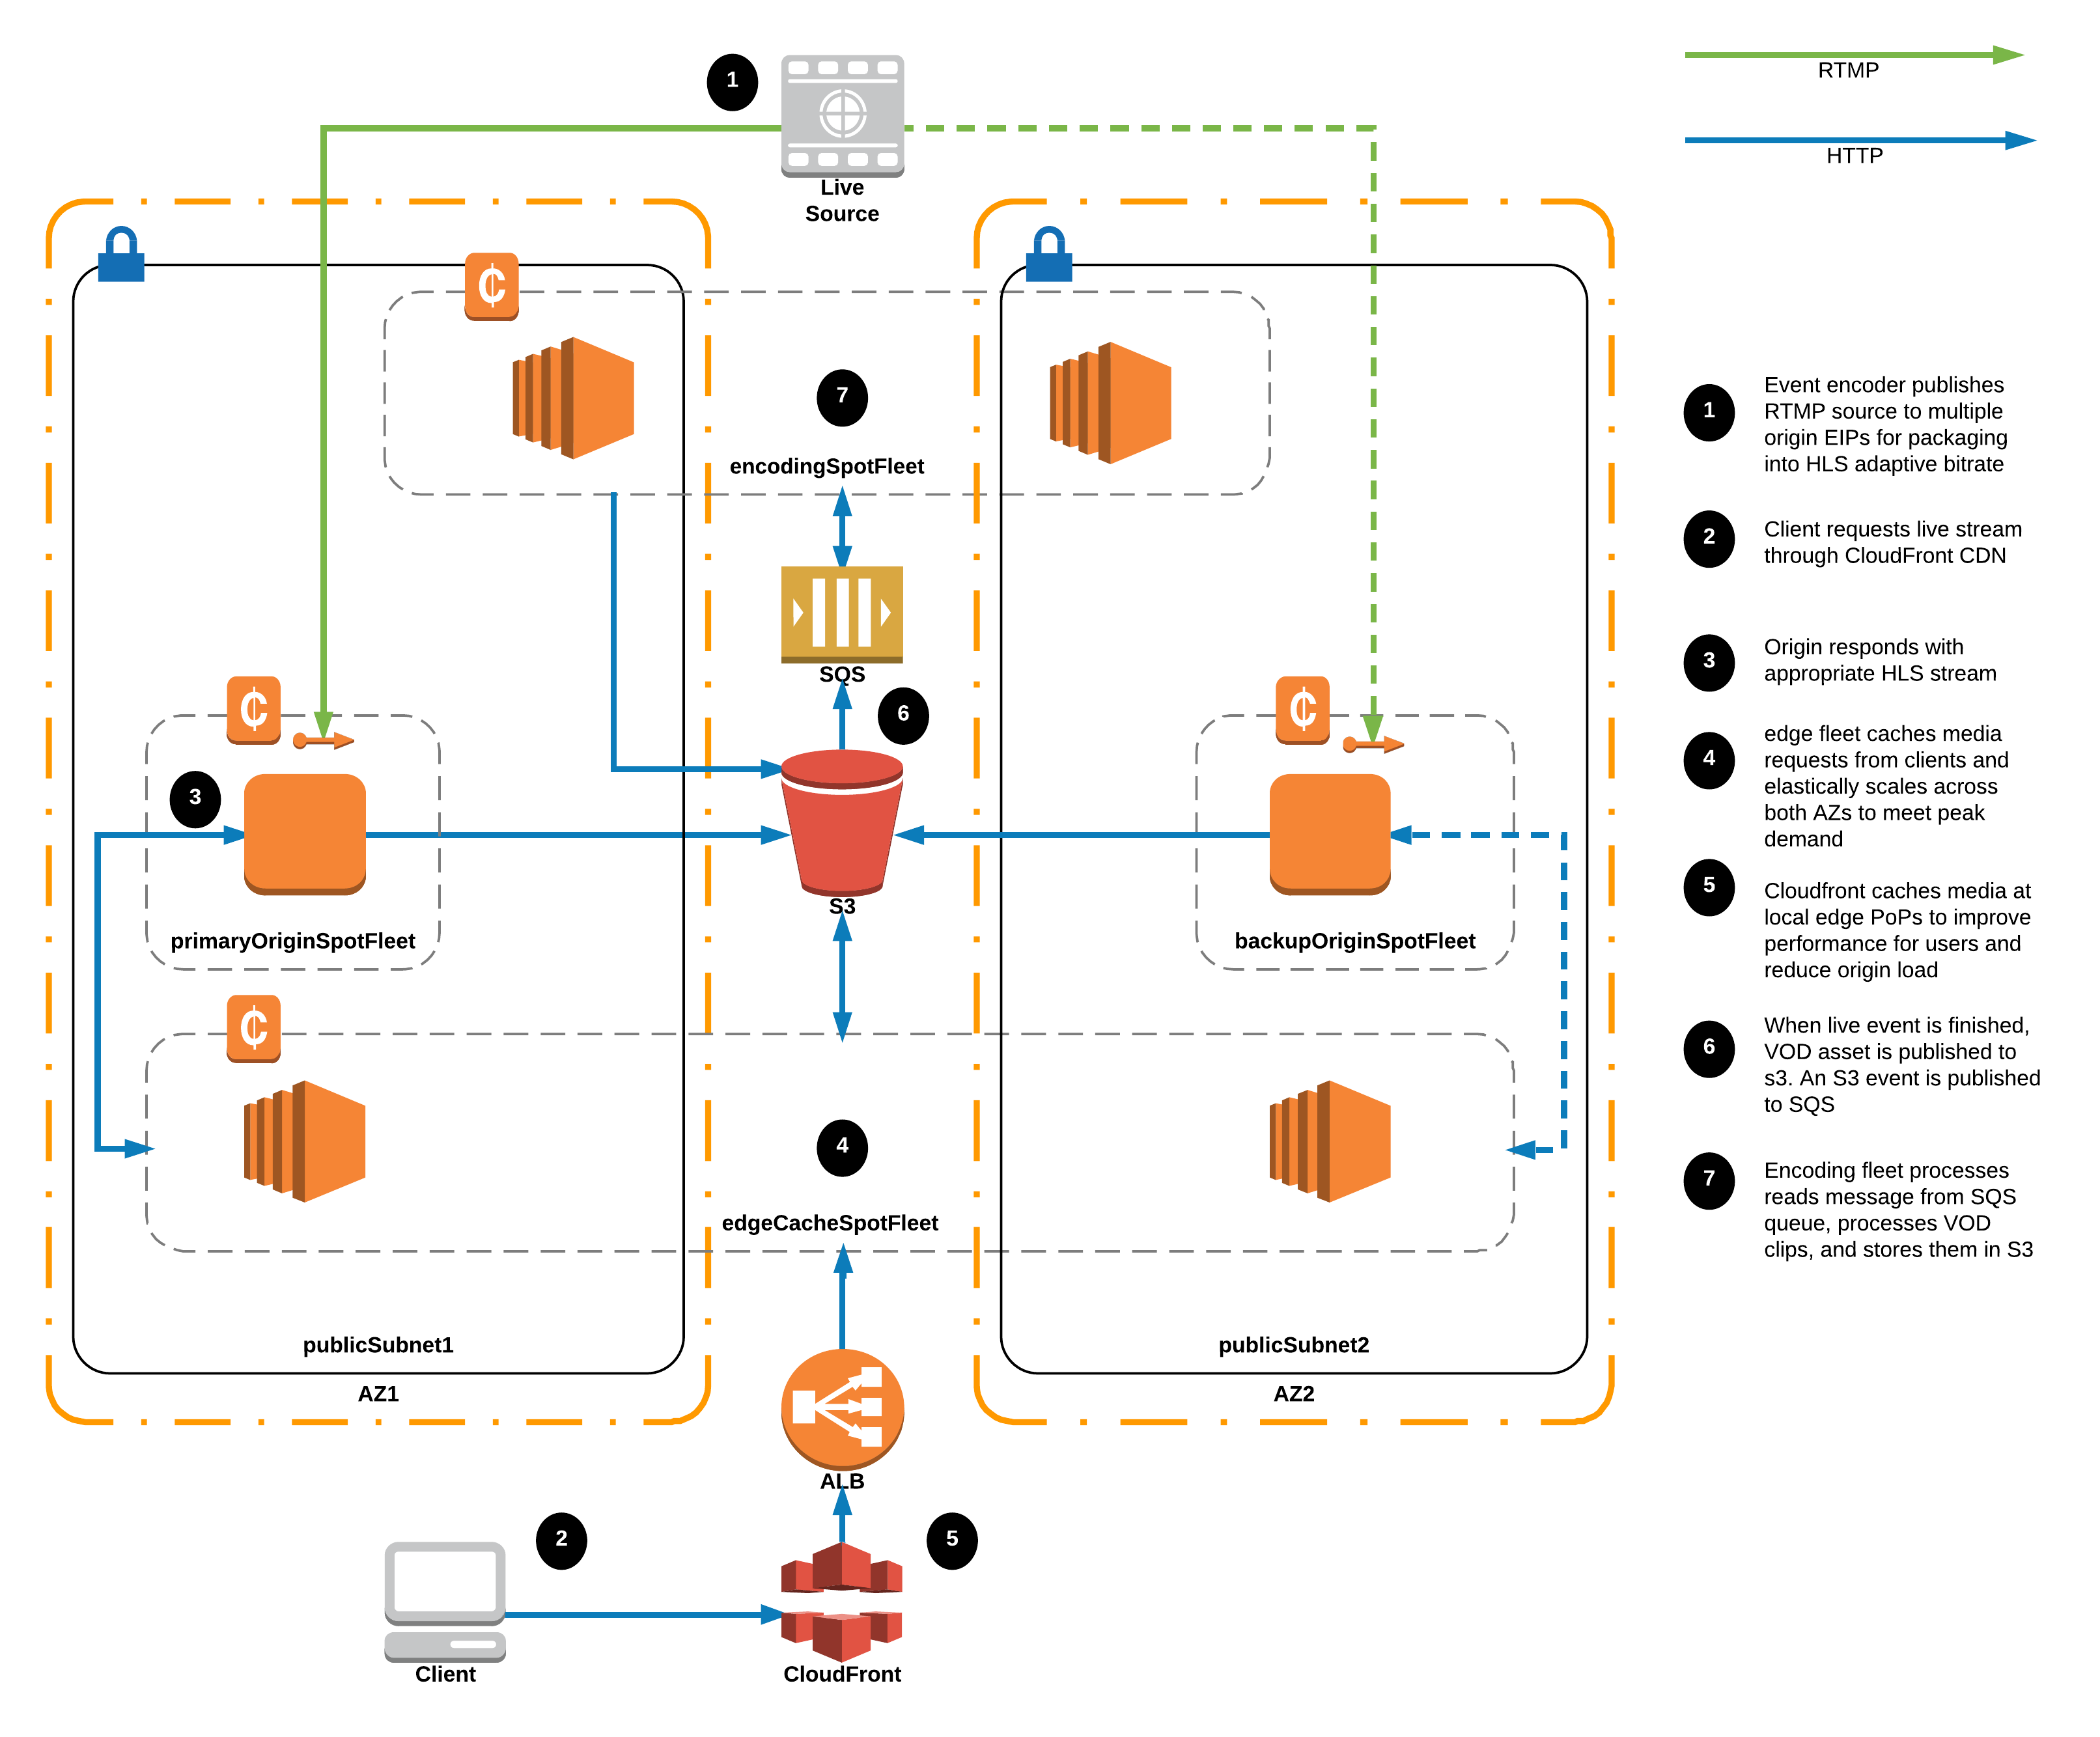 1
Live
Source
RTMP
HTTP
7
encodingSpotFleet
SQS
6
3
S3
primaryOriginSpotFleet
backupOriginSpotFleet
4
edgeCacheSpotFleet
publicSubnet1
publicSubnet2
AZ1
AZ2
ALB
2
5
Client
CloudFront
1
Event encoder publishes
RTMP source to multiple
origin EIPs for packaging
into HLS adaptive bitrate
2
Client requests live stream
through CloudFront CDN
3
Origin responds with
appropriate HLS stream
4
edge fleet caches media
requests from clients and
elastically scales across
both AZs to meet peak
demand
5
Cloudfront caches media at
local edge PoPs to improve
performance for users and
reduce origin load
6
When live event is finished,
VOD asset is published to
s3. An S3 event is published
to SQS
7
Encoding fleet processes
reads message from SQS
queue, processes VOD
clips, and stores them in S3